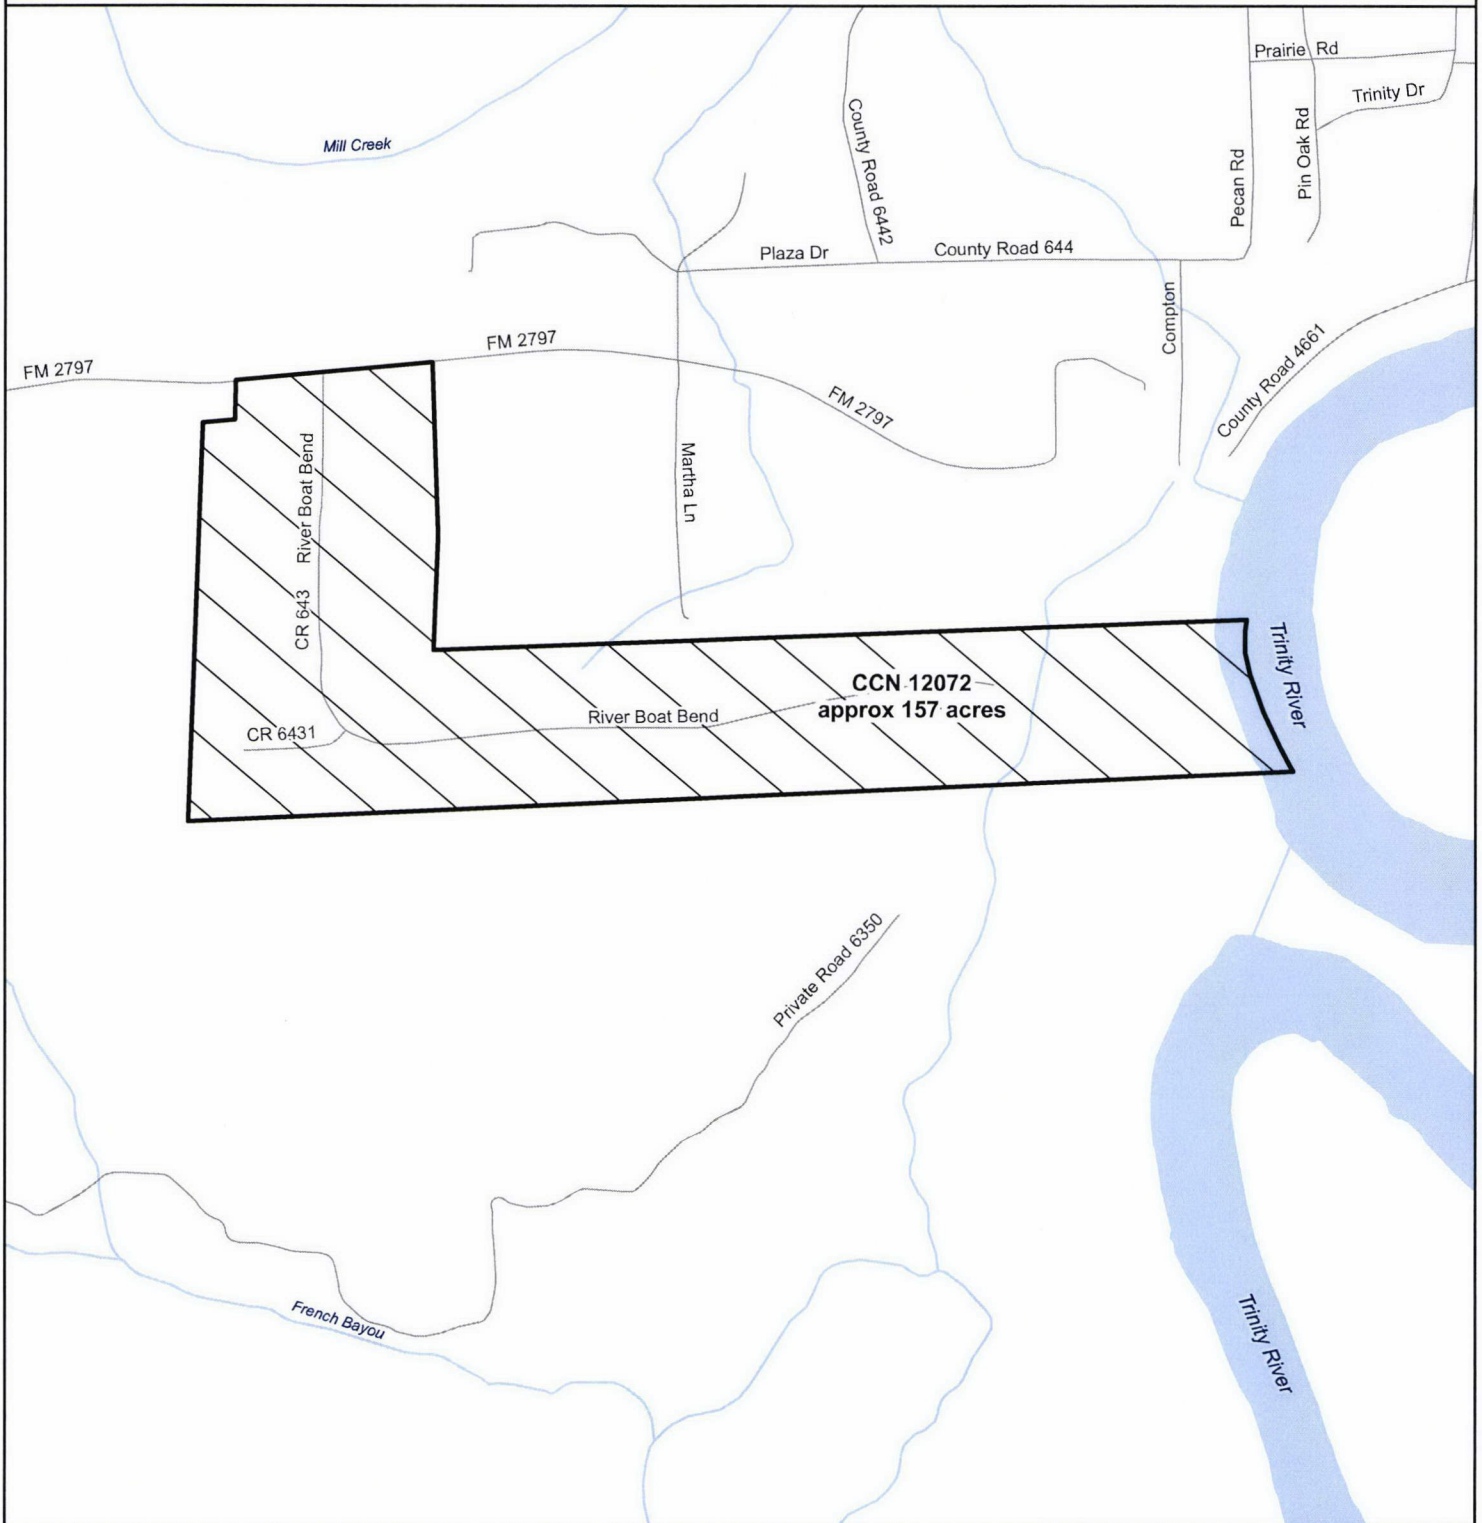 Prairie Rd
Trinity Dr
Pin Oak Rd
Pecan Rd
County Road 6442
Mill Creek
Plaza Dr
County Road 644
Compton
County Road 4661
FM 2797
FM 2797
FM 2797
River Boat Bend
Martha Ln
CR 643
Trinity River
CCN 12072
approx 157 acres
River Boat Bend
CR 6431
Private Road 6350
French Bayou
Trinity River